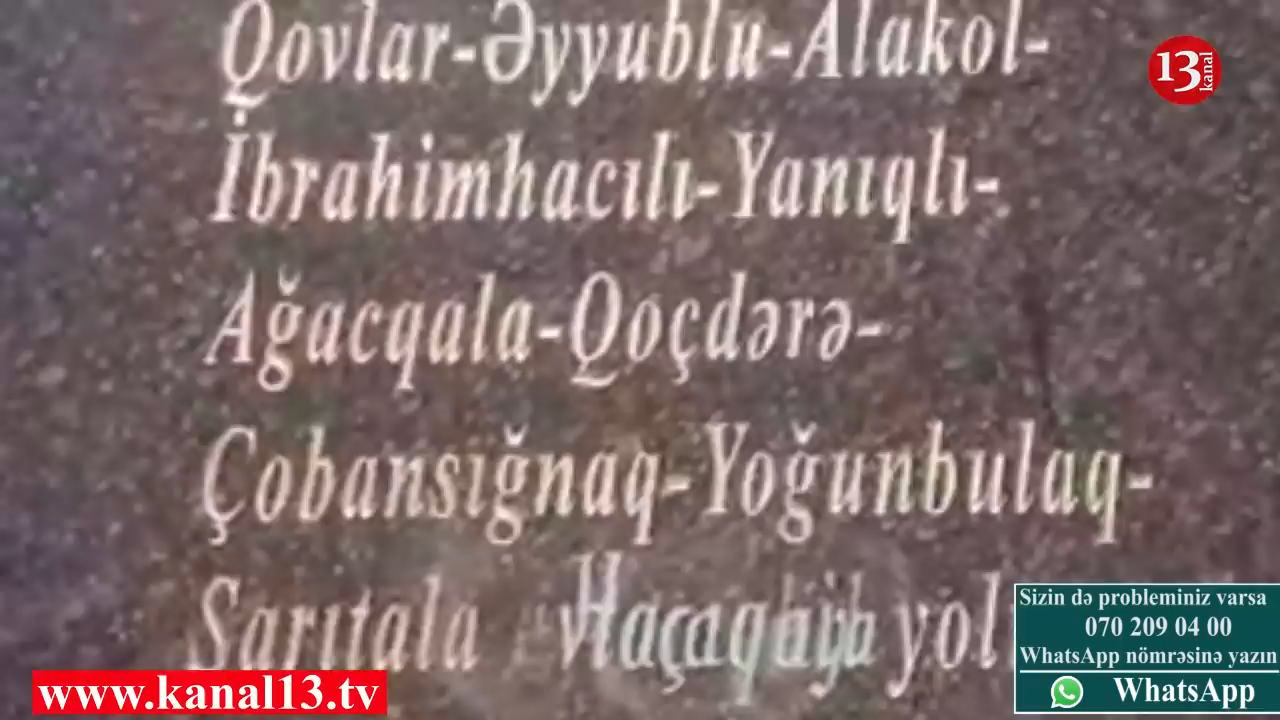 Qovlar-Əyyublu-Alakol-
İbrahimhacılı-Yanıqlı-
Ağacqala-Qoçdərə-
Çobansığnaq-Yoğunbulaq-
Sarıtala yol
13 kanal
www.kanal13.tv
Sizin də probleminiz varsa
070 209 04 00
WhatsApp nömrəsinə yazın
WhatsApp